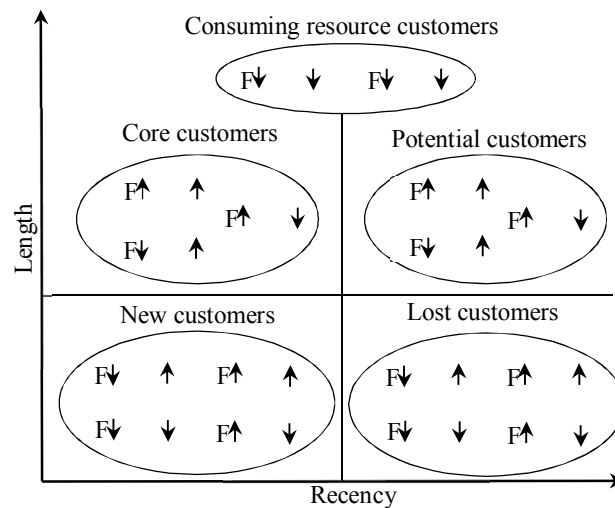 Consuming resource customers
F↓ ↓ F↓ ↓
Core customers
F↑ ↑
F↑ ↓
F↓ ↑
Potential customers
F↑ ↑
F↑ ↓
F↓ ↑
Length
New customers
F↓ ↑ F↑ ↑
F↓ ↓ F↑ ↓
Lost customers
F↓ ↑ F↑ ↑
F↓ ↓ F↑ ↓
Recency